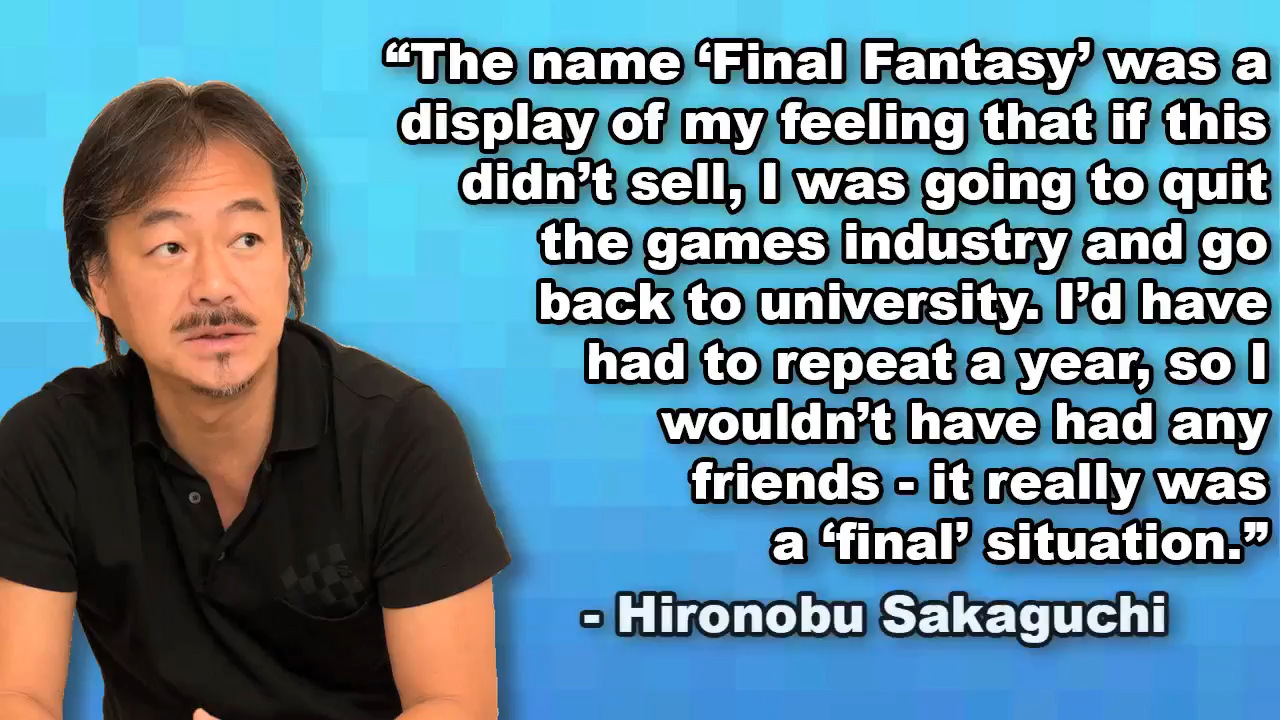 “The name ‘Final Fantasy’ was a
display of my feeling that if this
didn’t sell, I was going to quit
the games industry and go
back to university. I’d have
had to repeat a year, so I
wouldn’t have had any
friends - it really was
a ‘final’ situation.”
- Hironobu Sakaguchi